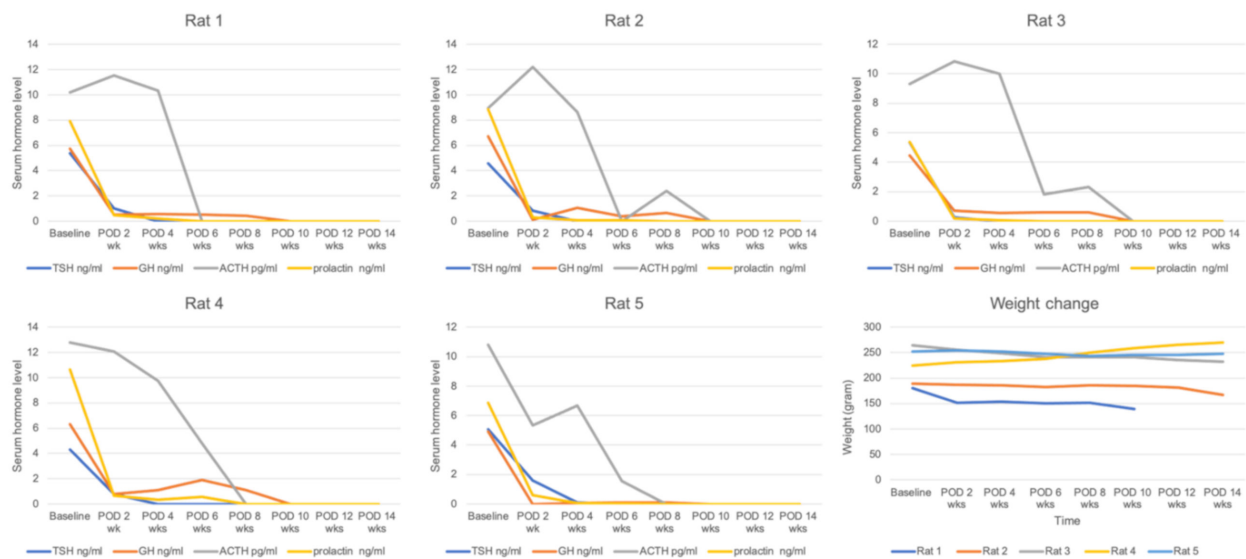 Rat 1
Serum hormone level
14
12
10
8
6
4
2
0
Baseline POD 2 wk POD 4 wks POD 6 wks POD 8 wks POD 10 wks POD 12 wks POD 14 wks
TSH ng/ml GH ng/ml ACTH pg/ml prolactin ng/ml
Rat 2
Serum hormone level
14
12
10
8
6
4
2
0
Baseline POD 2 wk POD 4 wks POD 6 wks POD 8 wks POD 10 wks POD 12 wks POD 14 wks
TSH ng/ml GH ng/ml ACTH pg/ml prolactin ng/ml
Rat 3
Serum hormone level
12
10
8
6
4
2
0
Baseline POD 2 wk POD 4 wks POD 6 wks POD 8 wks POD 10 wks POD 12 wks POD 14 wks
TSH ng/ml GH ng/ml ACTH pg/ml prolactin ng/ml
Rat 4
Serum hormone level
14
12
10
8
6
4
2
0
Baseline POD 2 wk POD 4 wks POD 6 wks POD 8 wks POD 10 wks POD 12 wks POD 14 wks
TSH ng/ml GH ng/ml ACTH pg/ml prolactin ng/ml
Rat 5
Serum hormone level
12
10
8
6
4
2
0
Baseline POD 2 wk POD 4 wks POD 6 wks POD 8 wks POD 10 wks POD 12 wks POD 14 wks
TSH ng/ml GH ng/ml ACTH pg/ml prolactin ng/ml
Weight change
Weight (gram)
300
250
200
150
100
50
0
Baseline POD 2 wks POD 4 wks POD 6 wks POD 8 wks POD 10 wks POD 12 wks POD 14 wks
Time
Rat 1 Rat 2 Rat 3 Rat 4 Rat 5